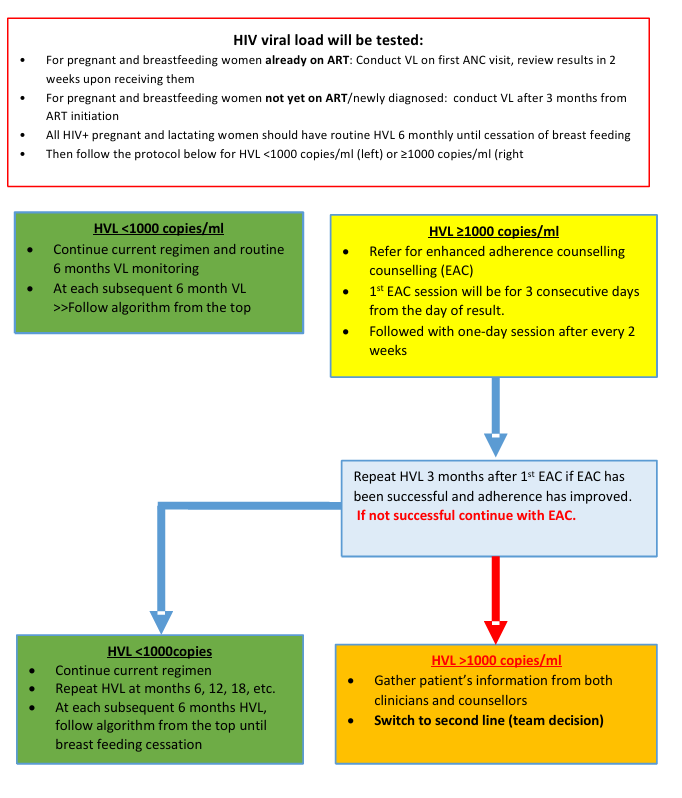 HIV viral load will be tested:
• For pregnant and breastfeeding women already on ART: Conduct VL on first ANC visit, review results in 2
weeks upon receiving them
• For pregnant and breastfeeding women not yet on ART/newly diagnosed: conduct VL after 3 months from
ART initiation
• All HIV+ pregnant and lactating women should have routine HVL 6 monthly until cessation of breast feeding
• Then follow the protocol below for HVL <1000 copies/ml (left) or ≥1000 copies/ml (right
HVL <1000 copies/ml
• Continue current regimen and routine
6 months VL monitoring
• At each subsequent 6 month VL
>>Follow algorithm from the top
HVL ≥1000 copies/ml
• Refer for enhanced adherence counselling
counselling (EAC)
• 1st EAC session will be for 3 consecutive days
from the day of result.
• Followed with one-day session after every 2
weeks
Repeat HVL 3 months after 1st EAC if EAC has
been successful and adherence has improved.
If not successful continue with EAC.
HVL <1000copies
• Continue current regimen
• Repeat HVL at months 6, 12, 18, etc.
• At each subsequent 6 months HVL,
follow algorithm from the top until
breast feeding cessation
HVL >1000 copies/ml
• Gather patient’s information from both
clinicians and counsellors
• Switch to second line (team decision)